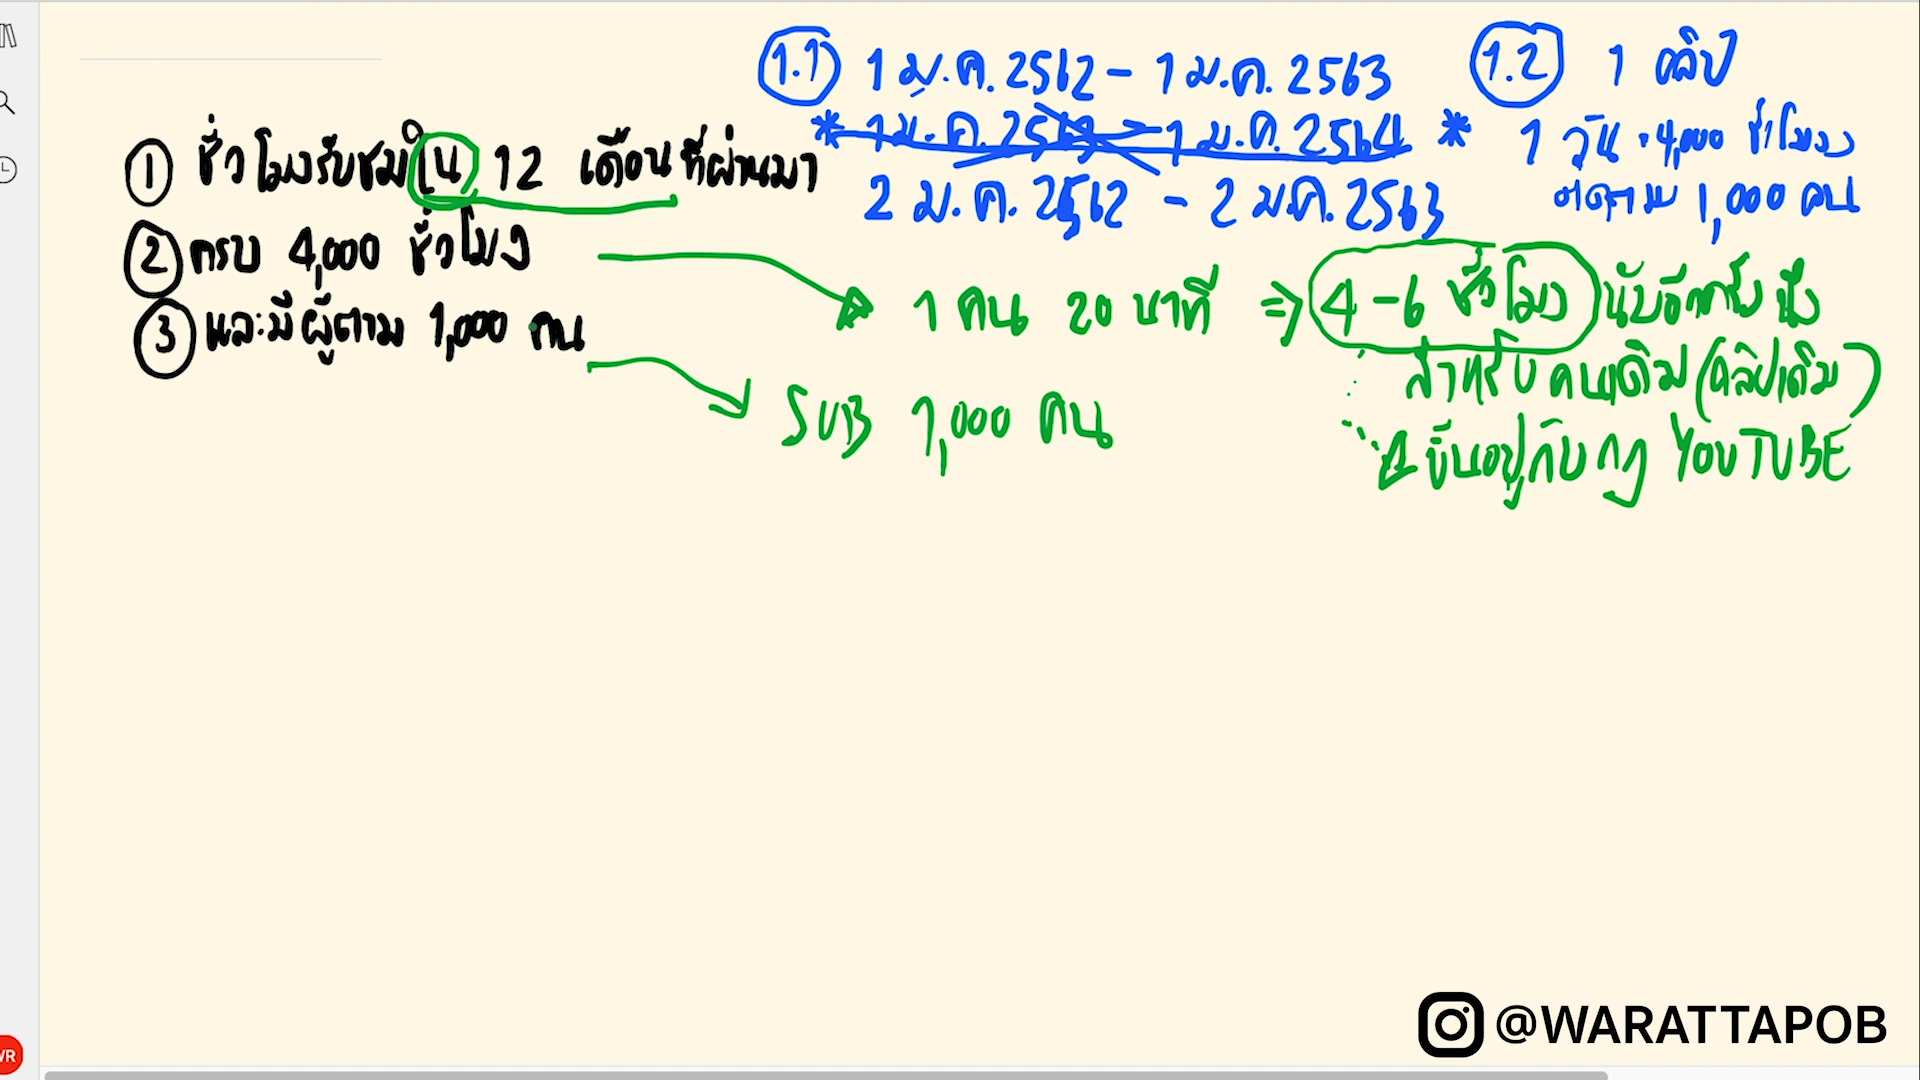 ① ชั่วโมงรับชมใน 12 เดือนที่ผ่านมา
② ครบ 4,000 ชั่วโมง
③ และมีผู้ตาม 1,000 คน
1.1 1 ม.ค. 2562 - 1 ม.ค. 2563
* 1 ม.ค. 2563 - 1 ม.ค. 2564 *
2 ม.ค. 2562 - 2 ม.ค. 2563
1.2 1 คลิป
1 วัน 4,000 ชั่วโมง
ติดตาม 1,000 คน
1 คน 20 นาที ⇒ 4-6 ชั่วโมง นับอีกครั้งนึง
สำหรับคนเดิม (คลิปเดิม)
ขึ้นอยู่กับกฎ YOUTUBE
SUB 1,000 คน
@WARATTAPOB
WR